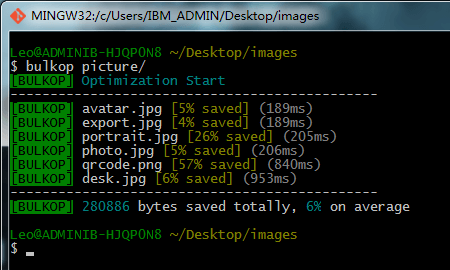 MINGW32:/c/Users/IBM_ADMIN/Desktop/images
Leo@ADMINIB-HJQPON8 ~/Desktop/images
$ bulkop picture/
[BULKOP] Optimization Start
------------------------------------------------
[BULKOP] avatar.jpg [5% saved] (189ms)
[BULKOP] export.jpg [4% saved] (189ms)
[BULKOP] portrait.jpg [26% saved] (205ms)
[BULKOP] photo.jpg [5% saved] (206ms)
[BULKOP] qrcode.png [57% saved] (840ms)
[BULKOP] desk.jpg [6% saved] (953ms)
------------------------------------------------
[BULKOP] 280886 bytes saved totally, 6% on average
Leo@ADMINIB-HJQPON8 ~/Desktop/images
$